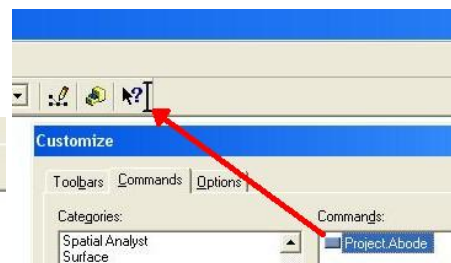 Customize
Toolbars Commands Options
Categories: Commands:
Spatial Analyst Project.Abode
Surface